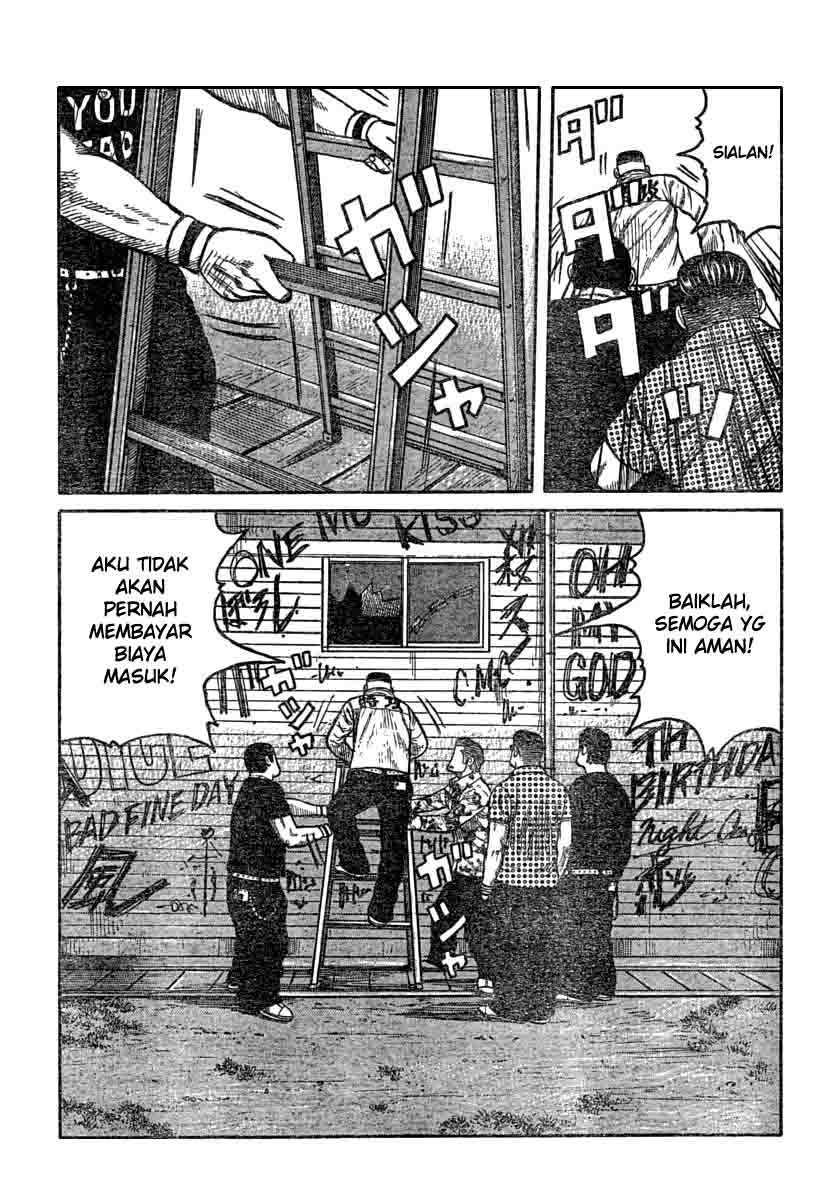 YOU
ガシャ
SIALAN!
ダダダッ
AKU TIDAK
AKAN
PERNAH
MEMBAYAR
BIAYA
MASUK!
BAIKLAH,
SEMOGA YG
INI AMAN!
ONE
KISS
OH
MY
GOD
C.M.C
ガシャ
ガシャ
BAD FINE DAY
TH
BIRTHDA
Night